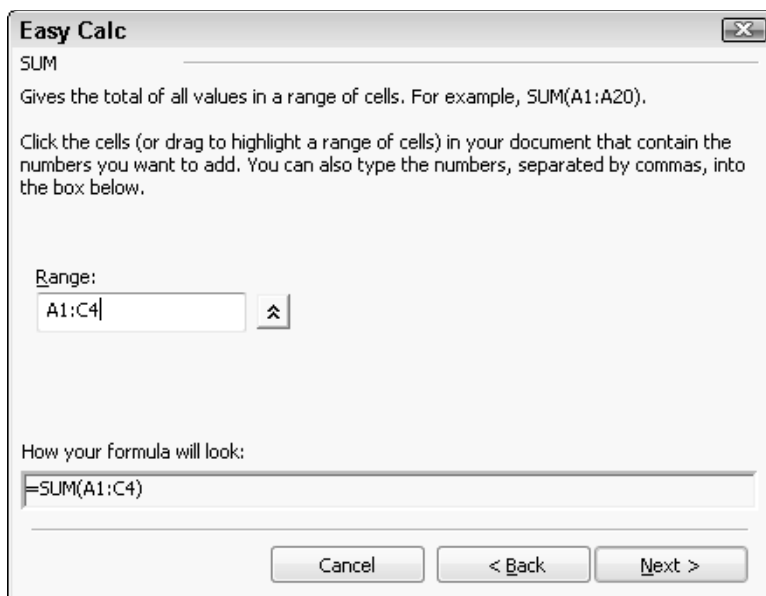 Easy Calc
SUM
Gives the total of all values in a range of cells. For example, SUM(A1:A20).
Click the cells (or drag to highlight a range of cells) in your document that contain the
numbers you want to add. You can also type the numbers, separated by commas, into
the box below.
Range:
A1:C4
How your formula will look:
=SUM(A1:C4)
Cancel
< Back
Next >